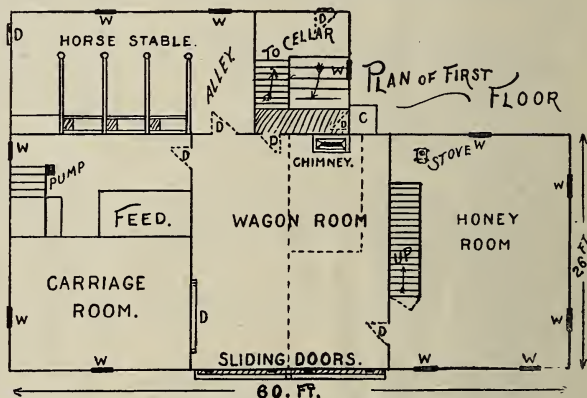 W
W
D
D
W
HORSE STABLE.
ALLEY
TO CELLAR
W
PLAN OF FIRST
FLOOR
D
C
D
D
CHIMNEY.
W
STOVE
W
D
PUMP
W
FEED.
WAGON ROOM
HONEY
ROOM
26 FT.
UP
CARRIAGE
ROOM.
D
W
W
D
SLIDING DOORS.
W
W
W
60. FT.